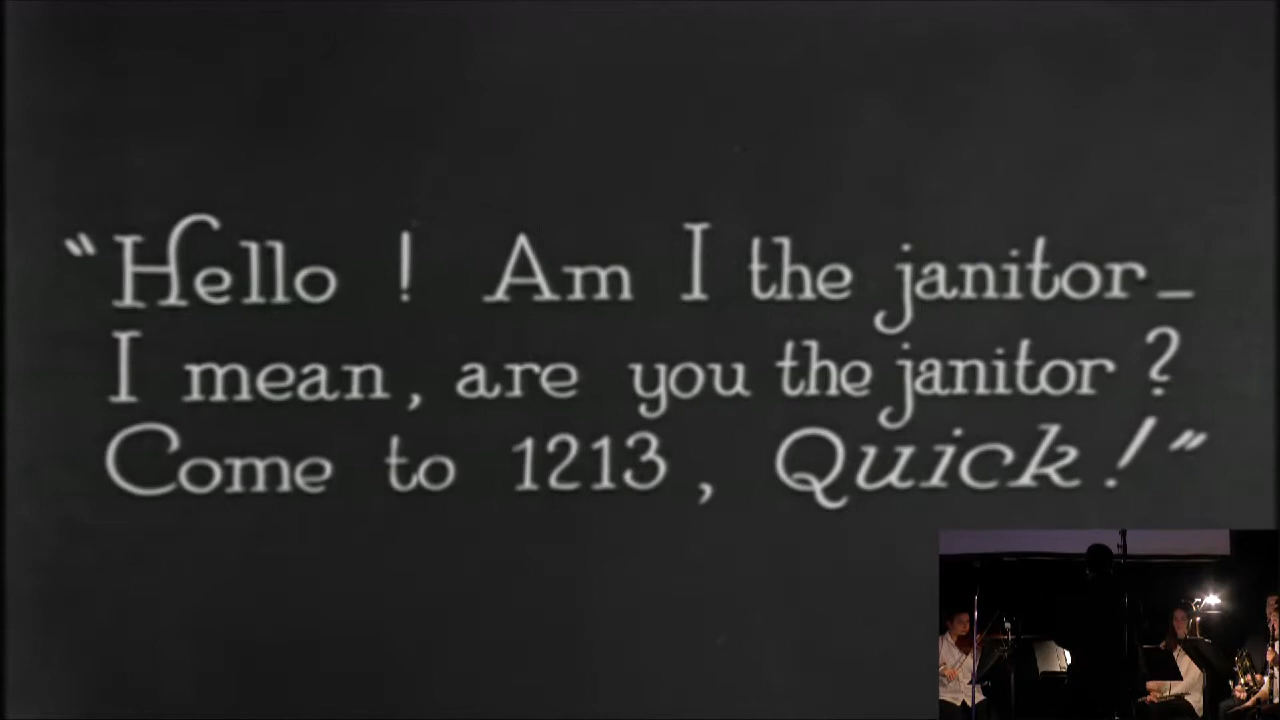 “Hello ! Am I the janitor_
I mean, are you the janitor ?
Come to 1213, Quick !”